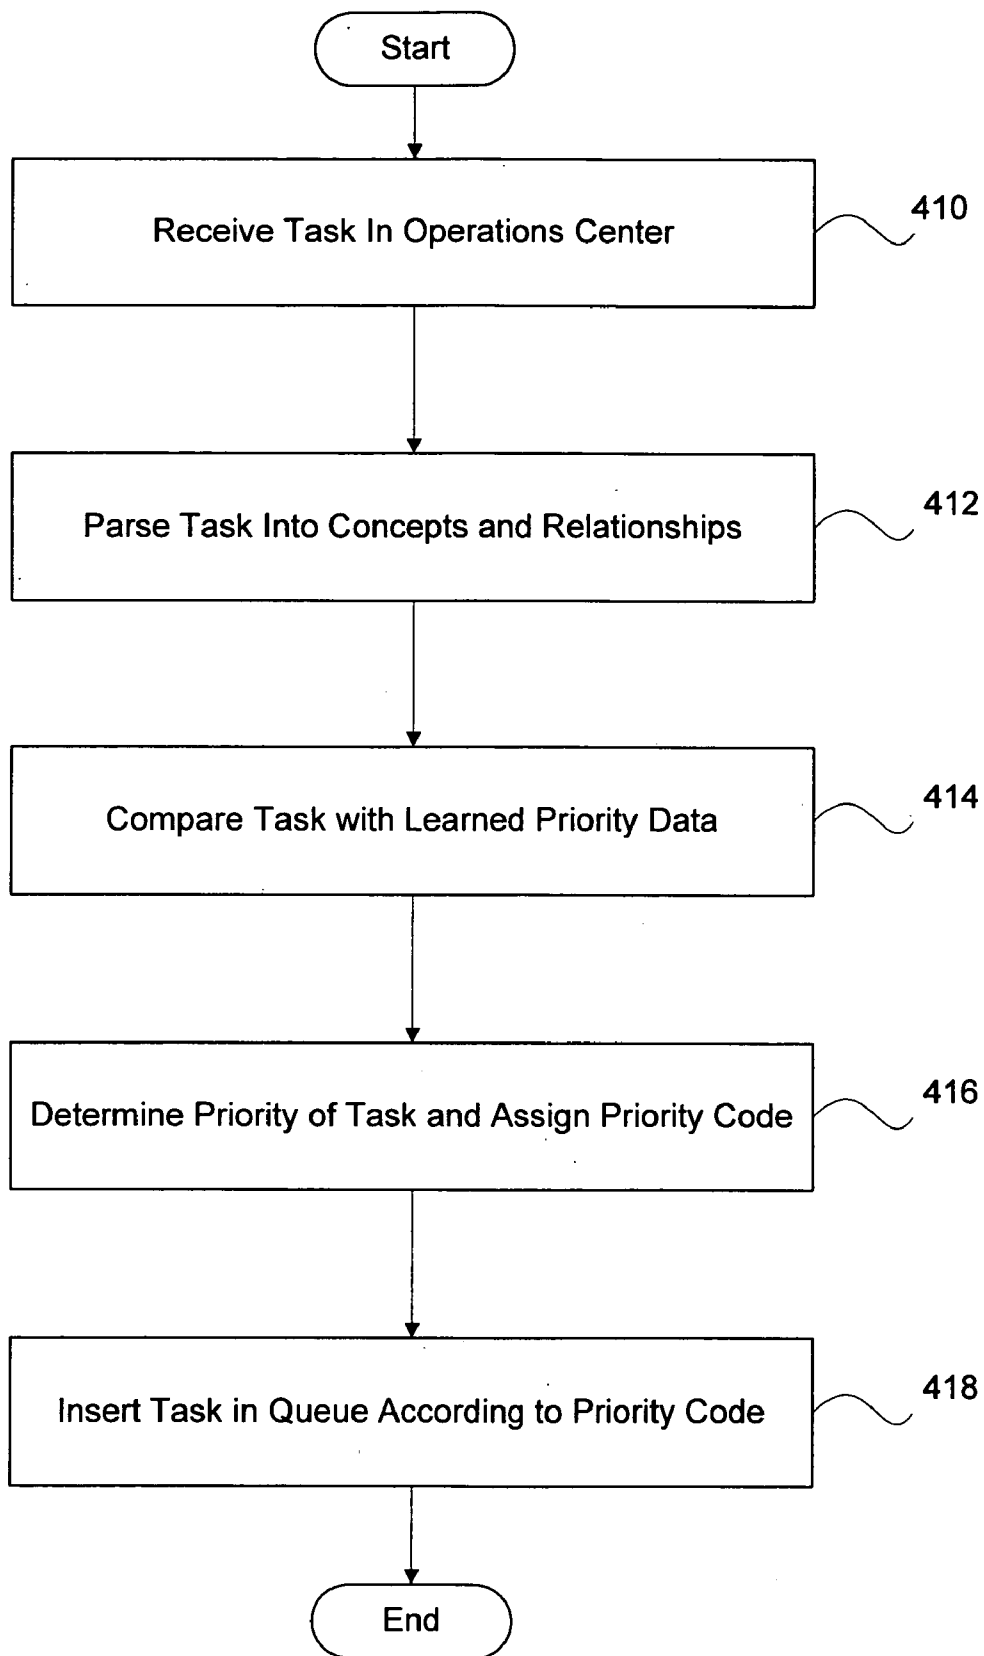 Start
Receive Task In Operations Center
410
Parse Task Into Concepts and Relationships
412
Compare Task with Learned Priority Data
414
Determine Priority of Task and Assign Priority Code
416
Insert Task in Queue According to Priority Code
418
End